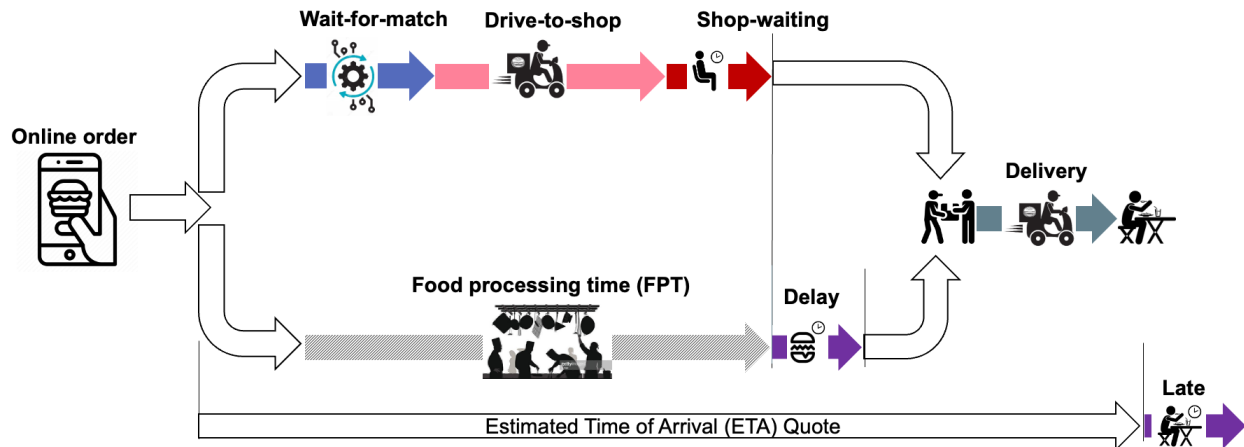 Wait-for-match
Drive-to-shop
Shop-waiting
Online order
Delivery
Food processing time (FPT)
Delay
Late
Estimated Time of Arrival (ETA) Quote